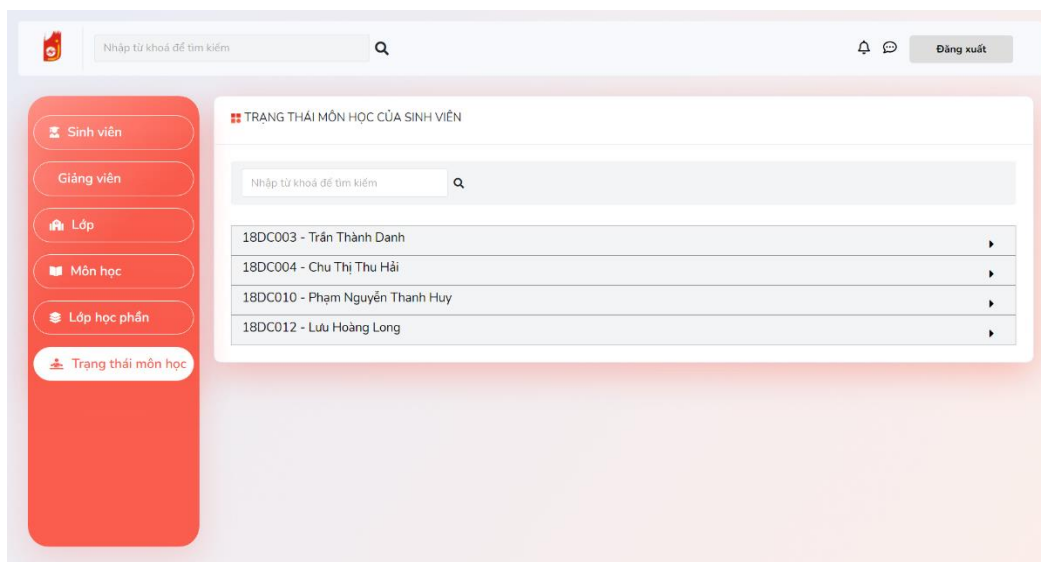 Nhập từ khoá để tìm kiếm
Đăng xuất
Sinh viên
Giảng viên
Lớp
Môn học
Lớp học phần
Trạng thái môn học
TRẠNG THÁI MÔN HỌC CỦA SINH VIÊN
Nhập từ khoá để tìm kiếm
18DC003 - Trần Thành Danh
18DC004 - Chu Thị Thu Hải
18DC010 - Phạm Nguyễn Thanh Huy
18DC012 - Lưu Hoàng Long